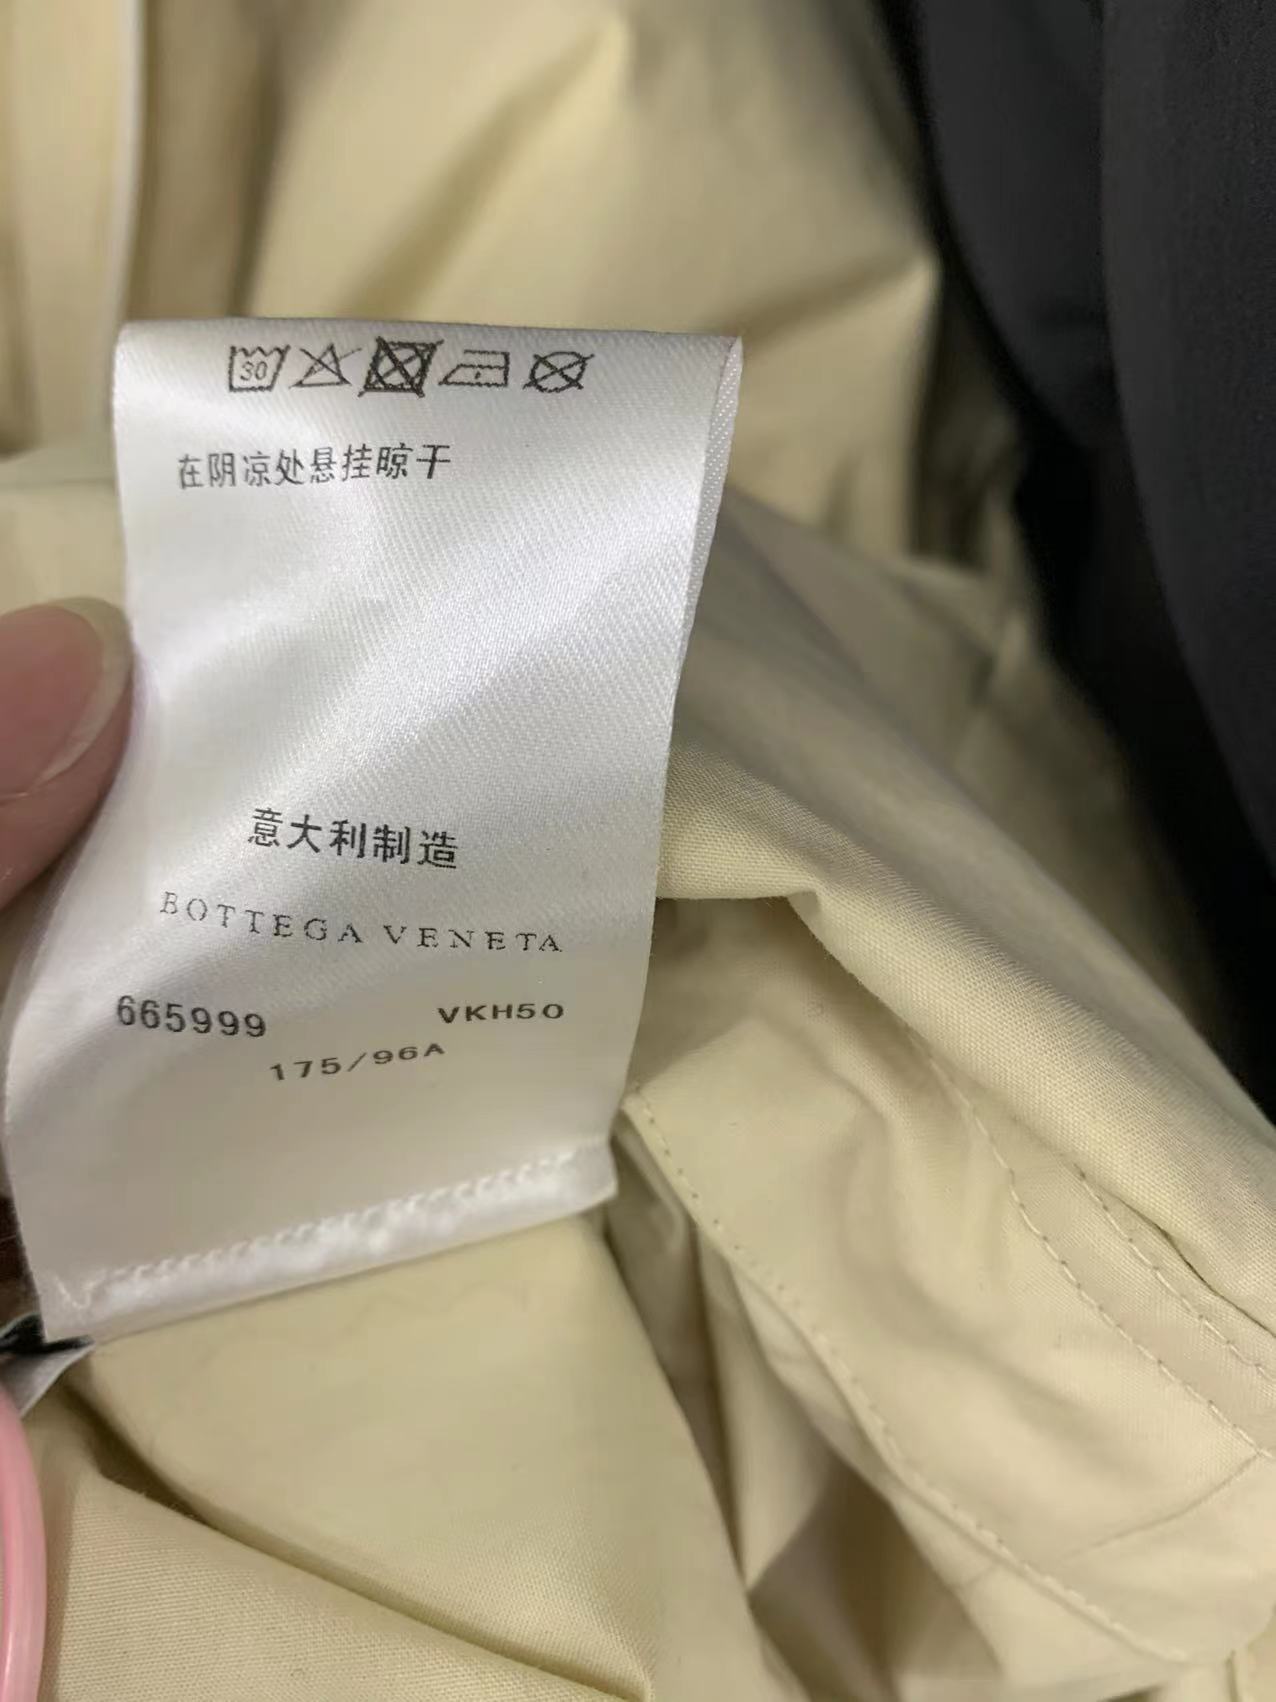 30
在阴凉处悬挂晾干
意大利制造
BOTTEGA VENETA
665999 VKH50
175/96A